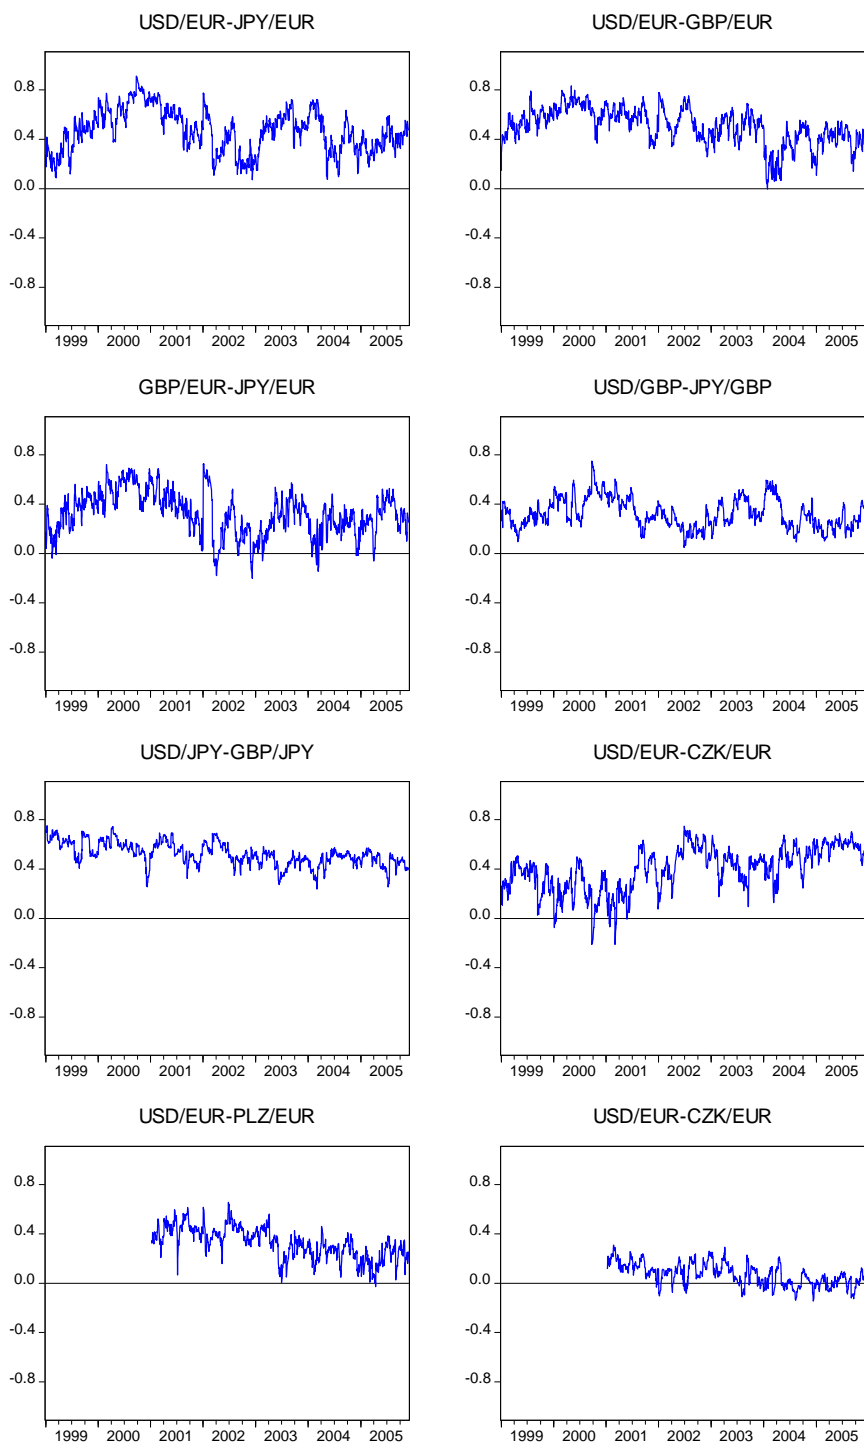 USD/EUR-JPY/EUR
0.8
0.4
0.0
-0.4
-0.8
1999 2000 2001 2002 2003 2004 2005
USD/EUR-GBP/EUR
0.8
0.4
0.0
-0.4
-0.8
1999 2000 2001 2002 2003 2004 2005
GBP/EUR-JPY/EUR
0.8
0.4
0.0
-0.4
-0.8
1999 2000 2001 2002 2003 2004 2005
USD/GBP-JPY/GBP
0.8
0.4
0.0
-0.4
-0.8
1999 2000 2001 2002 2003 2004 2005
USD/JPY-GBP/JPY
0.8
0.4
0.0
-0.4
-0.8
1999 2000 2001 2002 2003 2004 2005
USD/EUR-CZK/EUR
0.8
0.4
0.0
-0.4
-0.8
1999 2000 2001 2002 2003 2004 2005
USD/EUR-PLZ/EUR
0.8
0.4
0.0
-0.4
-0.8
1999 2000 2001 2002 2003 2004 2005
USD/EUR-CZK/EUR
0.8
0.4
0.0
-0.4
-0.8
1999 2000 2001 2002 2003 2004 2005